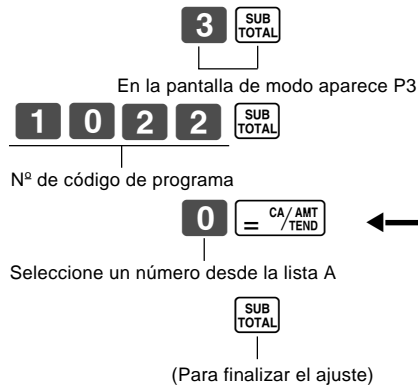 3 SUB TOTAL
En la pantalla de modo aparece P3
1 0 2 2 SUB TOTAL
Nº de código de programa
0 = CA/AMT/TEND
Seleccione un número desde la lista A
SUB TOTAL
(Para finalizar el ajuste)